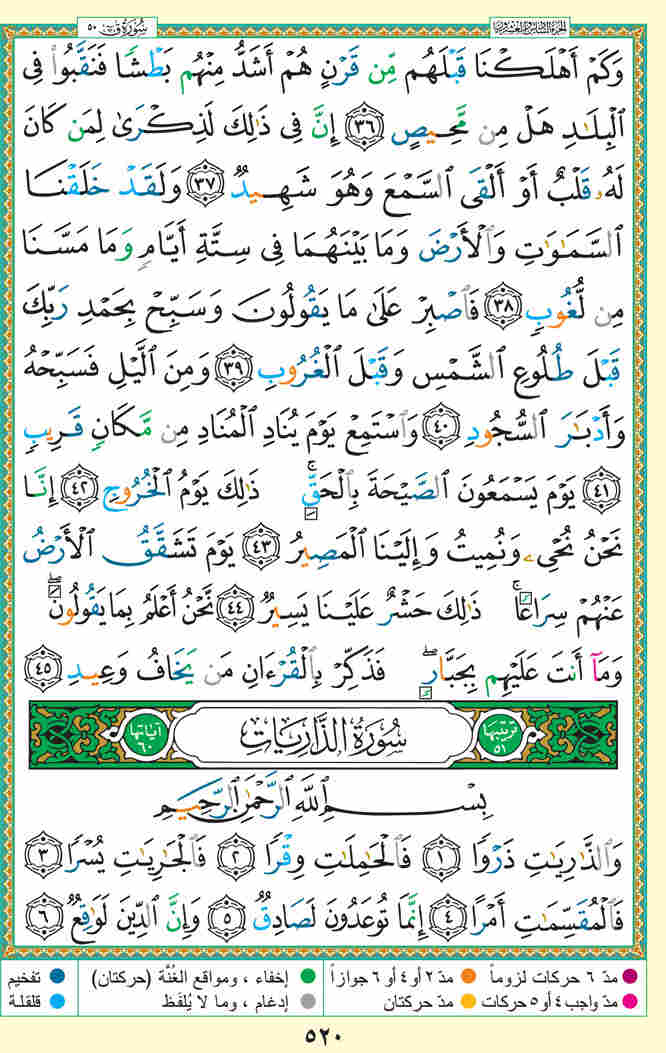 سُورَةُ قٓ ٥٠
الجزء السادس والعشرون
وَكَمْ أَهْلَكْنَا قَبْلَهُم مِّن قَرْنٍ هُمْ أَشَدُّ مِنْهُم بَطْشًا فَنَقَّبُوا۟ فِى
ٱلْبِلَٰدِ هَلْ مِن مَّحِيصٍ ٣٦ إِنَّ فِى ذَٰلِكَ لَذِكْرَىٰ لِمَن كَانَ
لَهُۥ قَلْبٌ أَوْ أَلْقَى ٱلسَّمْعَ وَهُوَ شَهِيدٌ ٣٧ وَلَقَدْ خَلَقْنَا
ٱلسَّمَٰوَٰتِ وَٱلْأَرْضَ وَمَا بَيْنَهُمَا فِى سِتَّةِ أَيَّامٍ وَمَا مَسَّنَا
مِن لُّغُوبٍ ٣٨ فَٱصْبِرْ عَلَىٰ مَا يَقُولُونَ وَسَبِّحْ بِحَمْدِ رَبِّكَ
قَبْلَ طُلُوعِ ٱلشَّمْسِ وَقَبْلَ ٱلْغُرُوبِ ٣٩ وَمِنَ ٱلَّيْلِ فَسَبِّحْهُ
وَأَدْبَٰرَ ٱلسُّجُودِ ٤٠ وَٱسْتَمِعْ يَوْمَ يُنَادِ ٱلْمُنَادِ مِن مَّكَانٍ قَرِيبٍ
٤١ يَوْمَ يَسْمَعُونَ ٱلصَّيْحَةَ بِٱلْحَقِّ ۚ ذَٰلِكَ يَوْمُ ٱلْخُرُوجِ ٤٢ إِنَّا
نَحْنُ نُحْىِۦ وَنُمِيتُ وَإِلَيْنَا ٱلْمَصِيرُ ٤٣ يَوْمَ تَشَقَّقُ ٱلْأَرْضُ
عَنْهُمْ سِرَاعًا ۚ ذَٰلِكَ حَشْرٌ عَلَيْنَا يَسِيرٌ ٤٤ نَّحْنُ أَعْلَمُ بِمَا يَقُولُونَ ۖ
وَمَآ أَنتَ عَلَيْهِم بِجَبَّارٍ ۖ فَذَكِّرْ بِٱلْقُرْءَانِ مَن يَخَافُ وَعِيدِ ٤٥
ترتيبها ٥١
سُورَةُ الذَّارِيَاتِ
آياتها ٦٠
بِسْمِ ٱللَّهِ ٱلرَّحْمَٰنِ ٱلرَّحِيمِ
وَٱلذَّٰرِيَٰتِ ذَرْوًا ١ فَٱلْحَٰمِلَٰتِ وِقْرًا ٢ فَٱلْجَٰرِيَٰتِ يُسْرًا ٣
فَٱلْمُقَسِّمَٰتِ أَمْرًا ٤ إِنَّمَا تُوعَدُونَ لَصَادِقٌ ٥ وَإِنَّ ٱلدِّينَ لَوَٰقِعٌ ٦
مدّ ٦ حركات لزوماً
مدّ ٢ أو ٤ أو ٦ جوازاً
إخفاء ، ومواقع الغُنَّة (حركتان)
تفخيم
مدّ واجب ٤ أو ٥ حركات
مدّ حركتان
إدغام ، وما لا يُلفَظ
قلقلة
٥٢٠